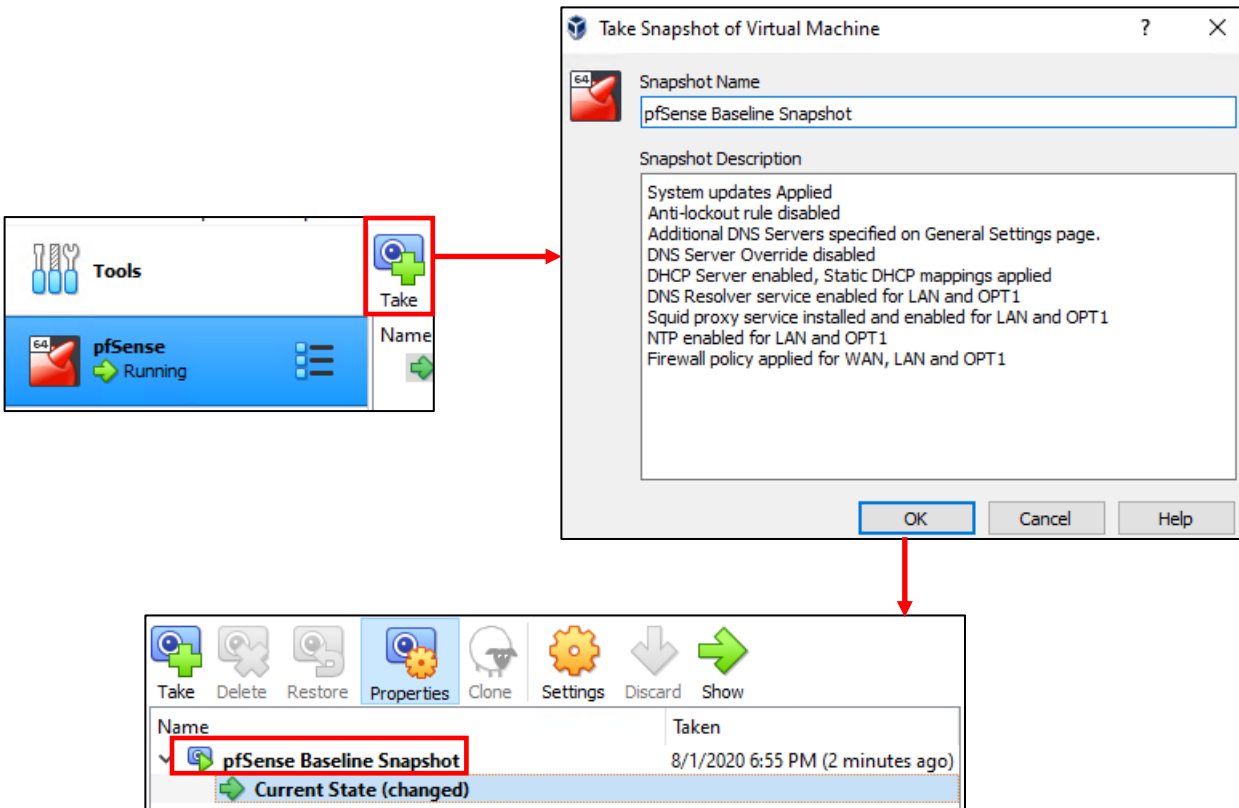 Take Snapshot of Virtual Machine ?
64
Snapshot Name
pfSense Baseline Snapshot
Snapshot Description
System updates Applied
Anti-lockout rule disabled
Additional DNS Servers specified on General Settings page.
DNS Server Override disabled
DHCP Server enabled, Static DHCP mappings applied
DNS Resolver service enabled for LAN and OPT1
Squid proxy service installed and enabled for LAN and OPT1
NTP enabled for LAN and OPT1
Firewall policy applied for WAN, LAN and OPT1
OK Cancel Help
Tools
Take
Name
64
pfSense
Running
Take Delete Restore Properties Clone Settings Discard Show
Name Taken
pfSense Baseline Snapshot 8/1/2020 6:55 PM (2 minutes ago)
Current State (changed)